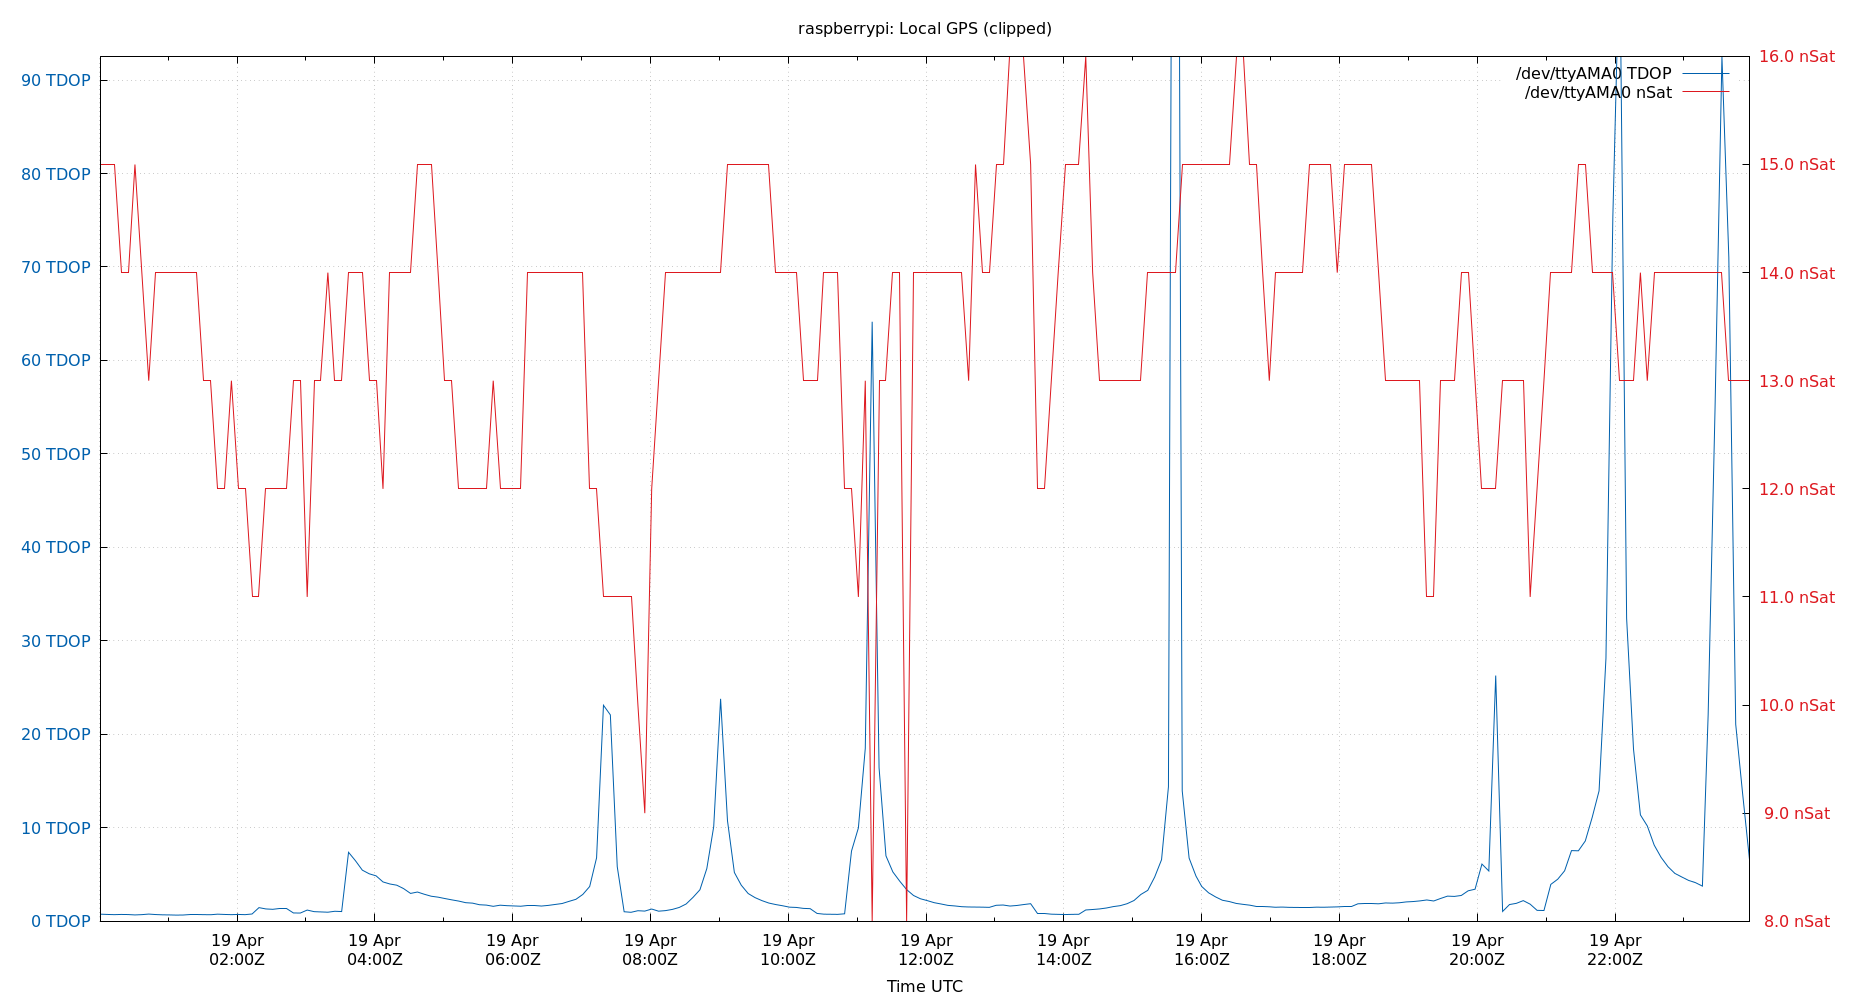 raspberrypi: Local GPS (clipped)
90 TDOP
80 TDOP
70 TDOP
60 TDOP
50 TDOP
40 TDOP
30 TDOP
20 TDOP
10 TDOP
0 TDOP
/dev/ttyAMA0 TDOP
/dev/ttyAMA0 nSat
16.0 nSat
15.0 nSat
14.0 nSat
13.0 nSat
12.0 nSat
11.0 nSat
10.0 nSat
9.0 nSat
8.0 nSat
19 Apr
02:00Z
19 Apr
04:00Z
19 Apr
06:00Z
19 Apr
08:00Z
19 Apr
10:00Z
19 Apr
12:00Z
19 Apr
14:00Z
19 Apr
16:00Z
19 Apr
18:00Z
19 Apr
20:00Z
19 Apr
22:00Z
Time UTC